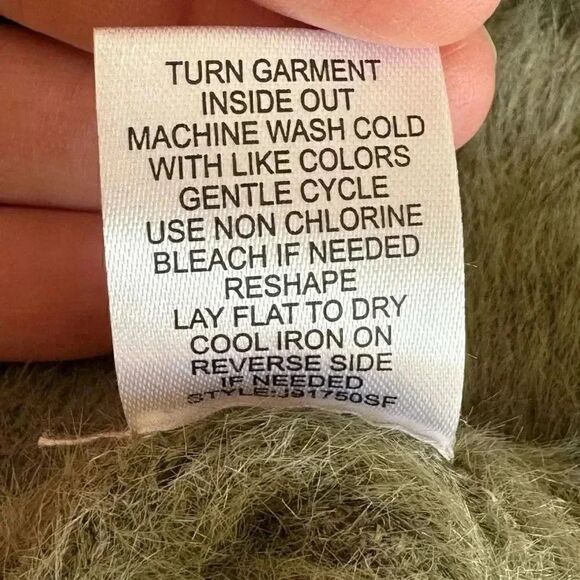 TURN GARMENT
INSIDE OUT
MACHINE WASH COLD
WITH LIKE COLORS
GENTLE CYCLE
USE NON CHLORINE
BLEACH IF NEEDED
RESHAPE
LAY FLAT TO DRY
COOL IRON ON
REVERSE SIDE
IF NEEDED
STYLE: